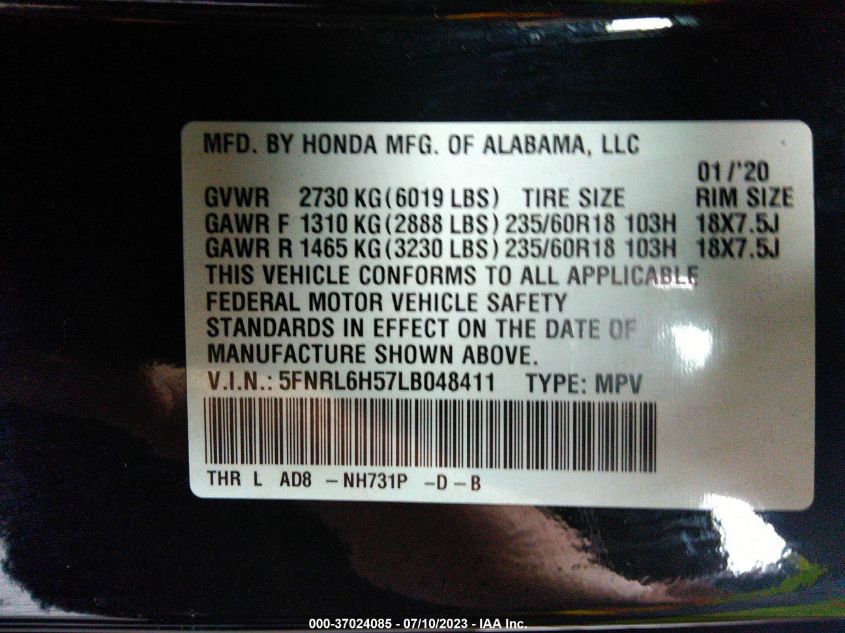 MFD. BY HONDA MFG. OF ALABAMA, LLC
01/'20
GVWR 2730 KG (6019 LBS) TIRE SIZE RIM SIZE
GAWR F 1310 KG (2888 LBS) 235/60R18 103H 18X7.5J
GAWR R 1465 KG (3230 LBS) 235/60R18 103H 18X7.5J
THIS VEHICLE CONFORMS TO ALL APPLICABLE
FEDERAL MOTOR VEHICLE SAFETY
STANDARDS IN EFFECT ON THE DATE OF
MANUFACTURE SHOWN ABOVE.
V.I.N.: 5FNRL6H57LB048411 TYPE: MPV
THR L AD8 -NH731P -D-B
000-37024085 - 07/10/2023 - IAA Inc.